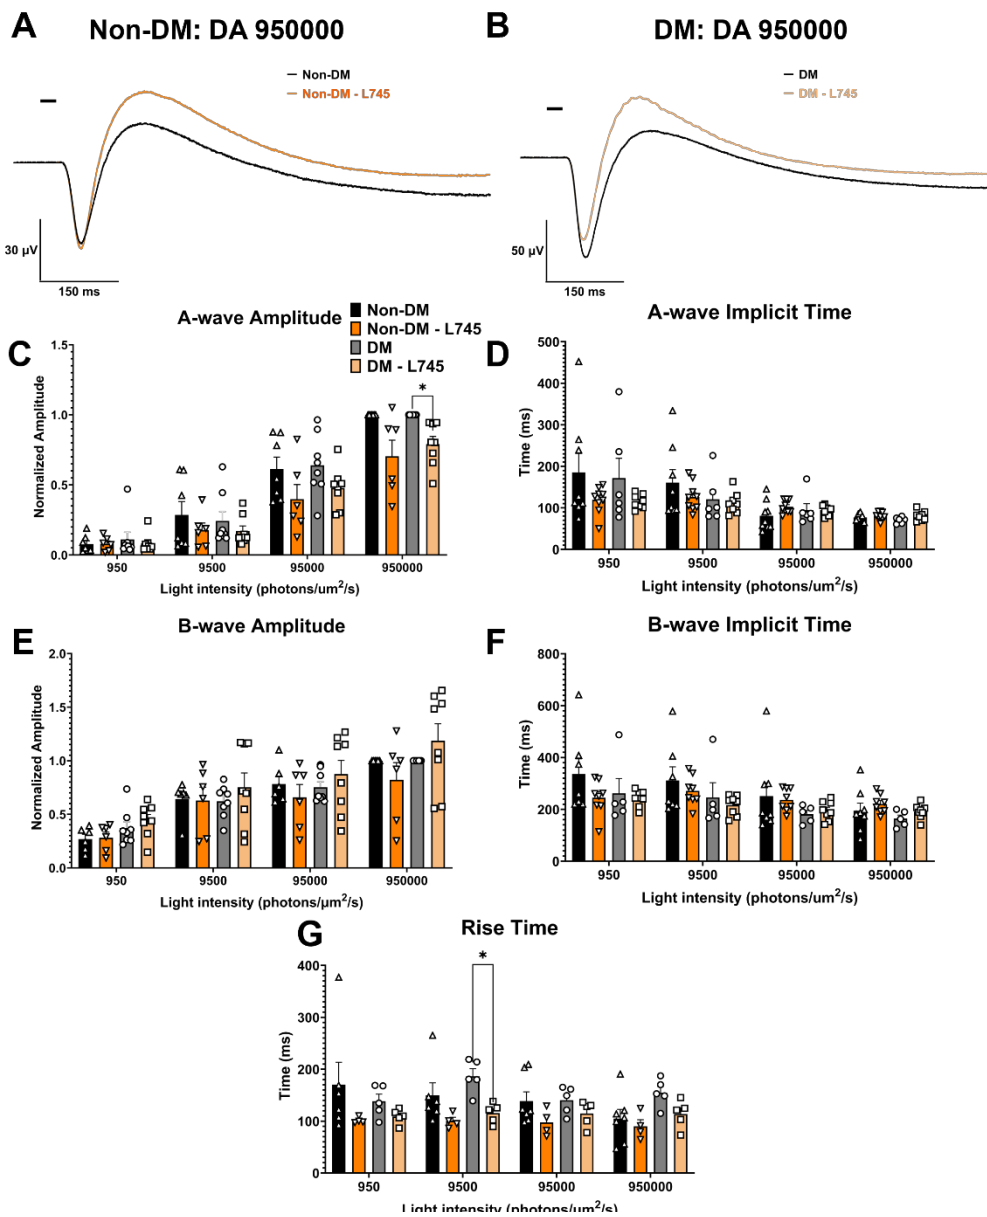 A Non-DM: DA 950000
Non-DM
Non-DM - L745
30 µV
150 ms
B DM: DA 950000
DM
DM - L745
50 µV
150 ms
C A-wave Amplitude
Non-DM
Non-DM - L745
DM
DM - L745
*
Normalized Amplitude
1.5
1.0
0.5
0.0
950 9500 95000 950000
Light intensity (photons/um²/s)
D A-wave Implicit Time
Time (ms)
500
400
300
200
100
0
950 9500 95000 950000
Light intensity (photons/um²/s)
E B-wave Amplitude
Normalized Amplitude
2.0
1.5
1.0
0.5
0.0
950 9500 95000 950000
Light intensity (photons/µm²/s)
F B-wave Implicit Time
Time (ms)
800
600
400
200
0
950 9500 95000 950000
Light intensity (photons/um²/s)
G Rise Time
*
Time (ms)
400
300
200
100
0
950 9500 95000 950000
Light intensity (photons/um²/s)